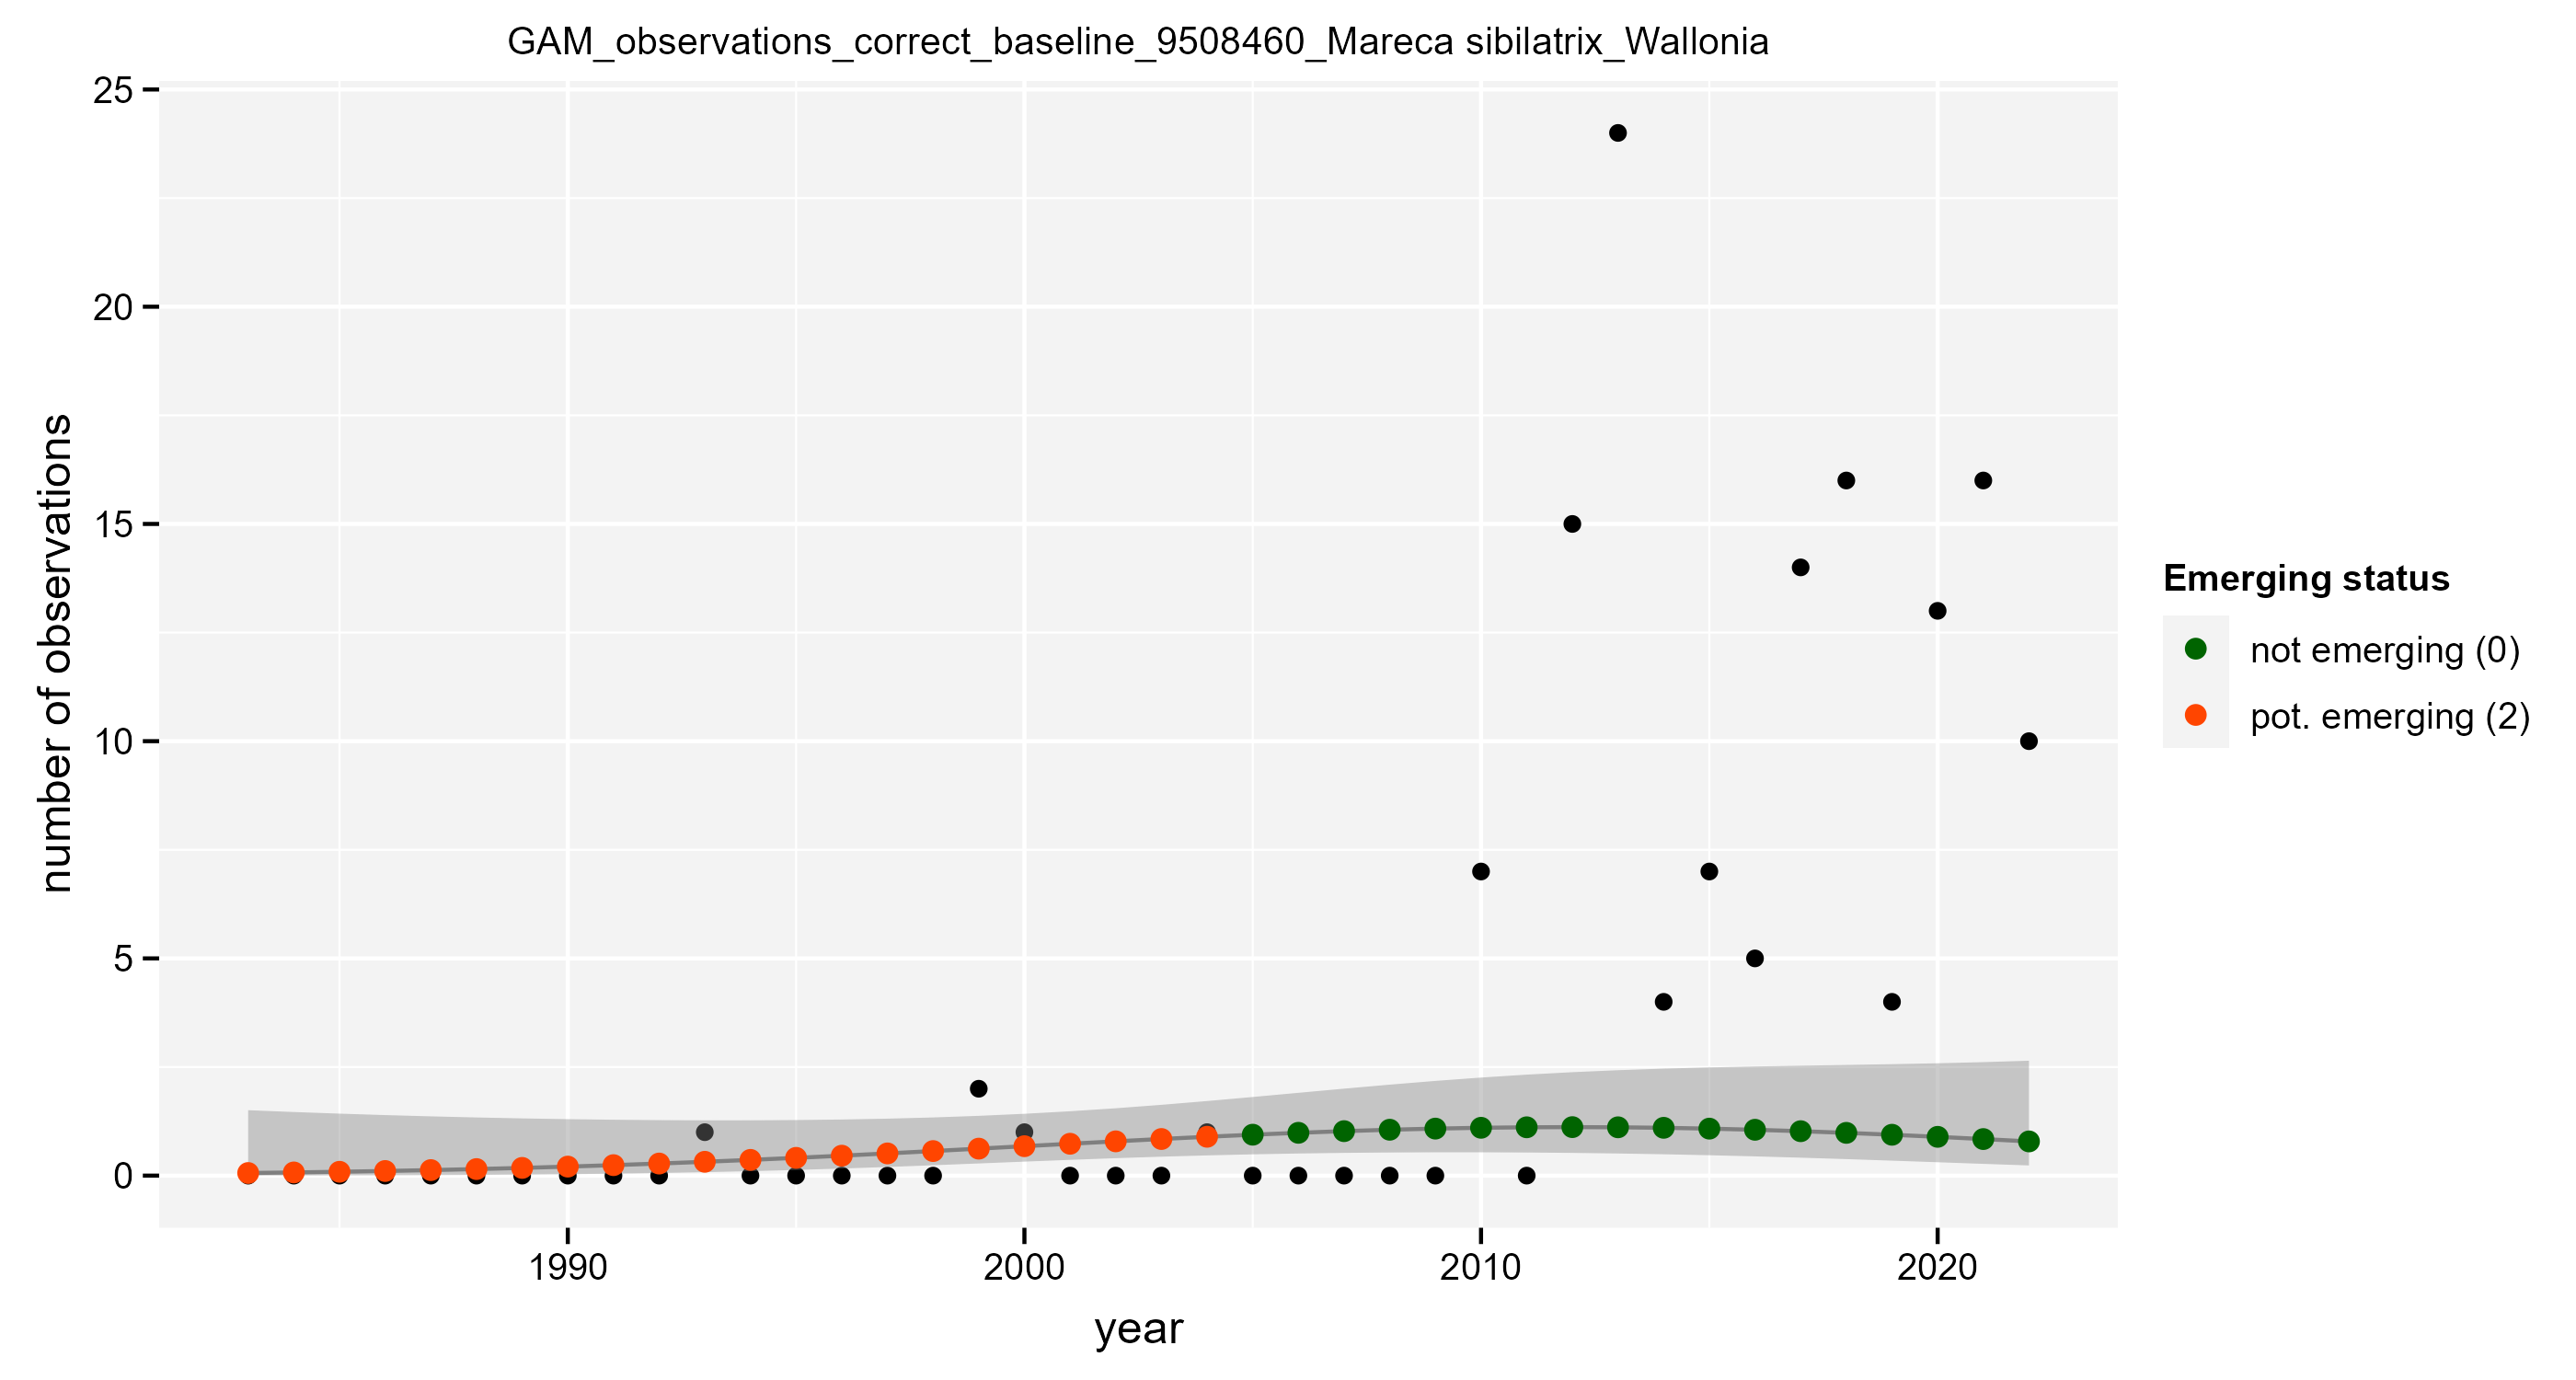 GAM_observations_correct_baseline_9508460_Mareca sibilatrix_Wallonia
25
20
15
10
5
0
number of observations
1990
2000
2010
2020
year
Emerging status
not emerging (0)
pot. emerging (2)